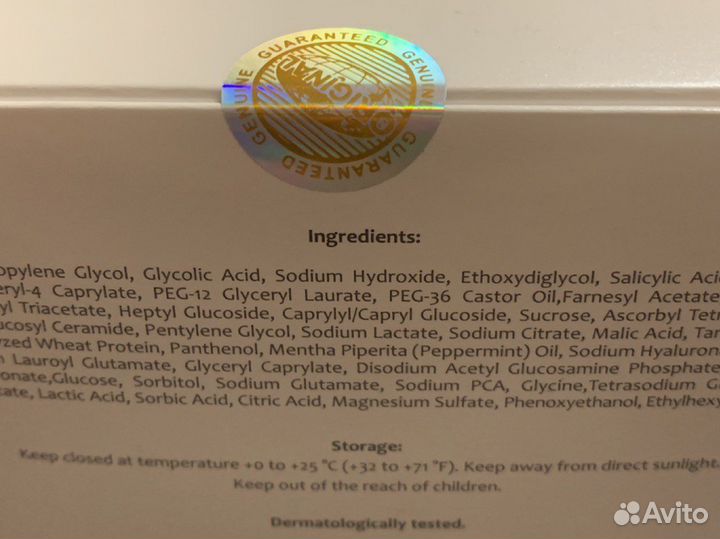 GENUINE GUARANTEED GENUINE GUARANTEED
ORIGINAL
Ingredients:
opylene Glycol, Glycolic Acid, Sodium Hydroxide, Ethoxydiglycol, Salicylic Acid
eryl-4 Caprylate, PEG-12 Glyceryl Laurate, PEG-36 Castor Oil,Farnesyl Acetate
yl Triacetate, Heptyl Glucoside, Caprylyl/Capryl Glucoside, Sucrose, Ascorbyl Tetr
ucosyl Ceramide, Pentylene Glycol, Sodium Lactate, Sodium Citrate, Malic Acid, Tar
yzed Wheat Protein, Panthenol, Mentha Piperita (Peppermint) Oil, Sodium Hyaluron
n Lauroyl Glutamate, Glyceryl Caprylate, Disodium Acetyl Glucosamine Phosphate
onate,Glucose, Sorbitol, Sodium Glutamate, Sodium PCA, Glycine,Tetrasodium G
tate, Lactic Acid, Sorbic Acid, Citric Acid, Magnesium Sulfate, Phenoxyethanol, Ethylhexy
Storage:
Keep closed at temperature +0 to +25 °C (+32 to +71 °F). Keep away from direct sunlight.
Keep out of the reach of children.
Dermatologically tested.
Avito